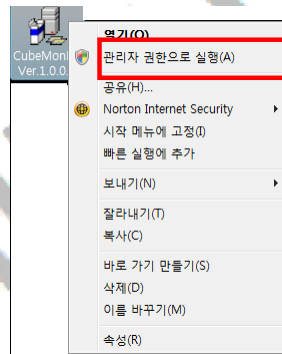 CubeMoni
Ver.1.0.0.
열기(O)
관리자 권한으로 실행(A)
공유(H)...
Norton Internet Security
시작 메뉴에 고정(I)
빠른 실행에 추가
보내기(N)
잘라내기(T)
복사(C)
바로 가기 만들기(S)
삭제(D)
이름 바꾸기(M)
속성(R)